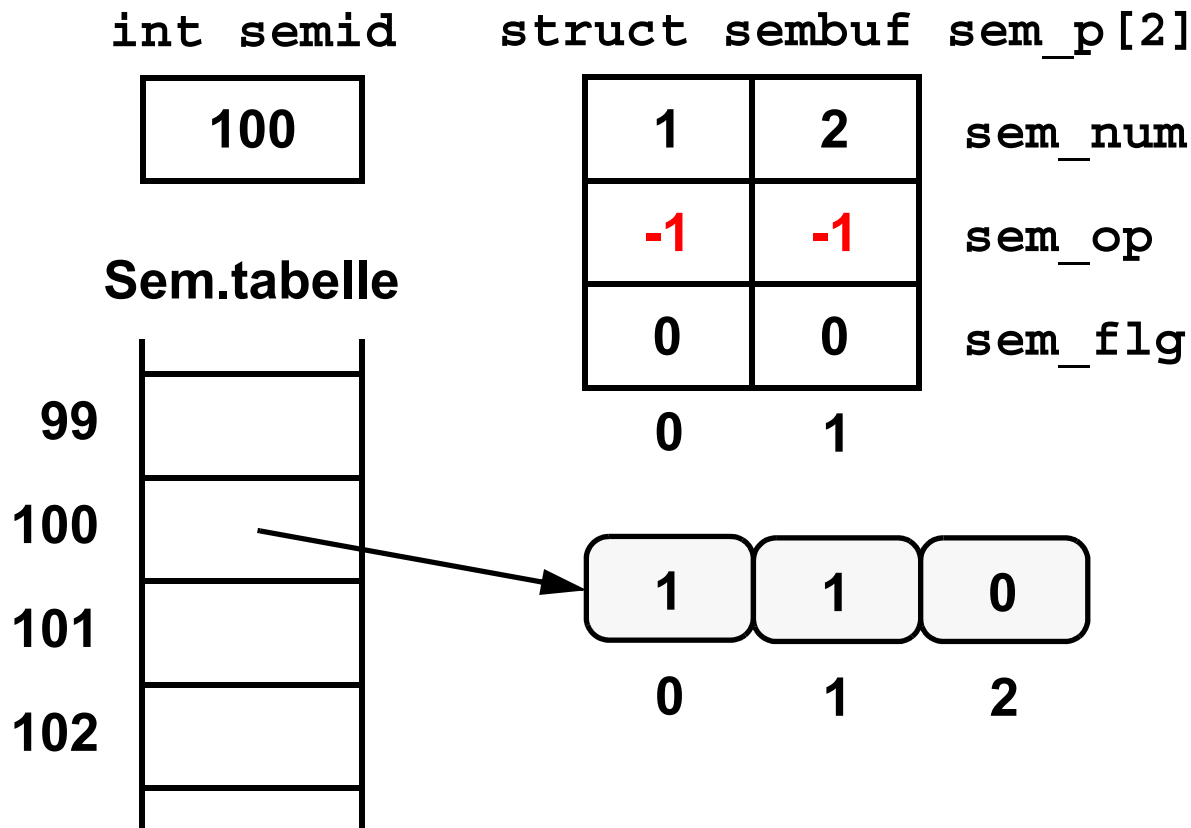 int semid
struct sembuf sem_p[2]
100
1 2 sem_num
-1 -1 sem_op
0 0 sem_flg
0 1
Sem.tabelle
99
100
101
102
1 1 0
0 1 2